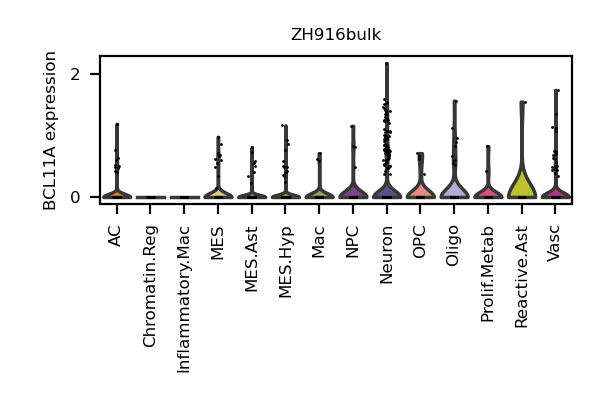 ZH916bulk
BCL11A expression
2
0
AC
Chromatin.Reg
Inflammatory.Mac
MES
MES.Ast
MES.Hyp
Mac
NPC
Neuron
OPC
Oligo
Prolif.Metab
Reactive.Ast
Vasc